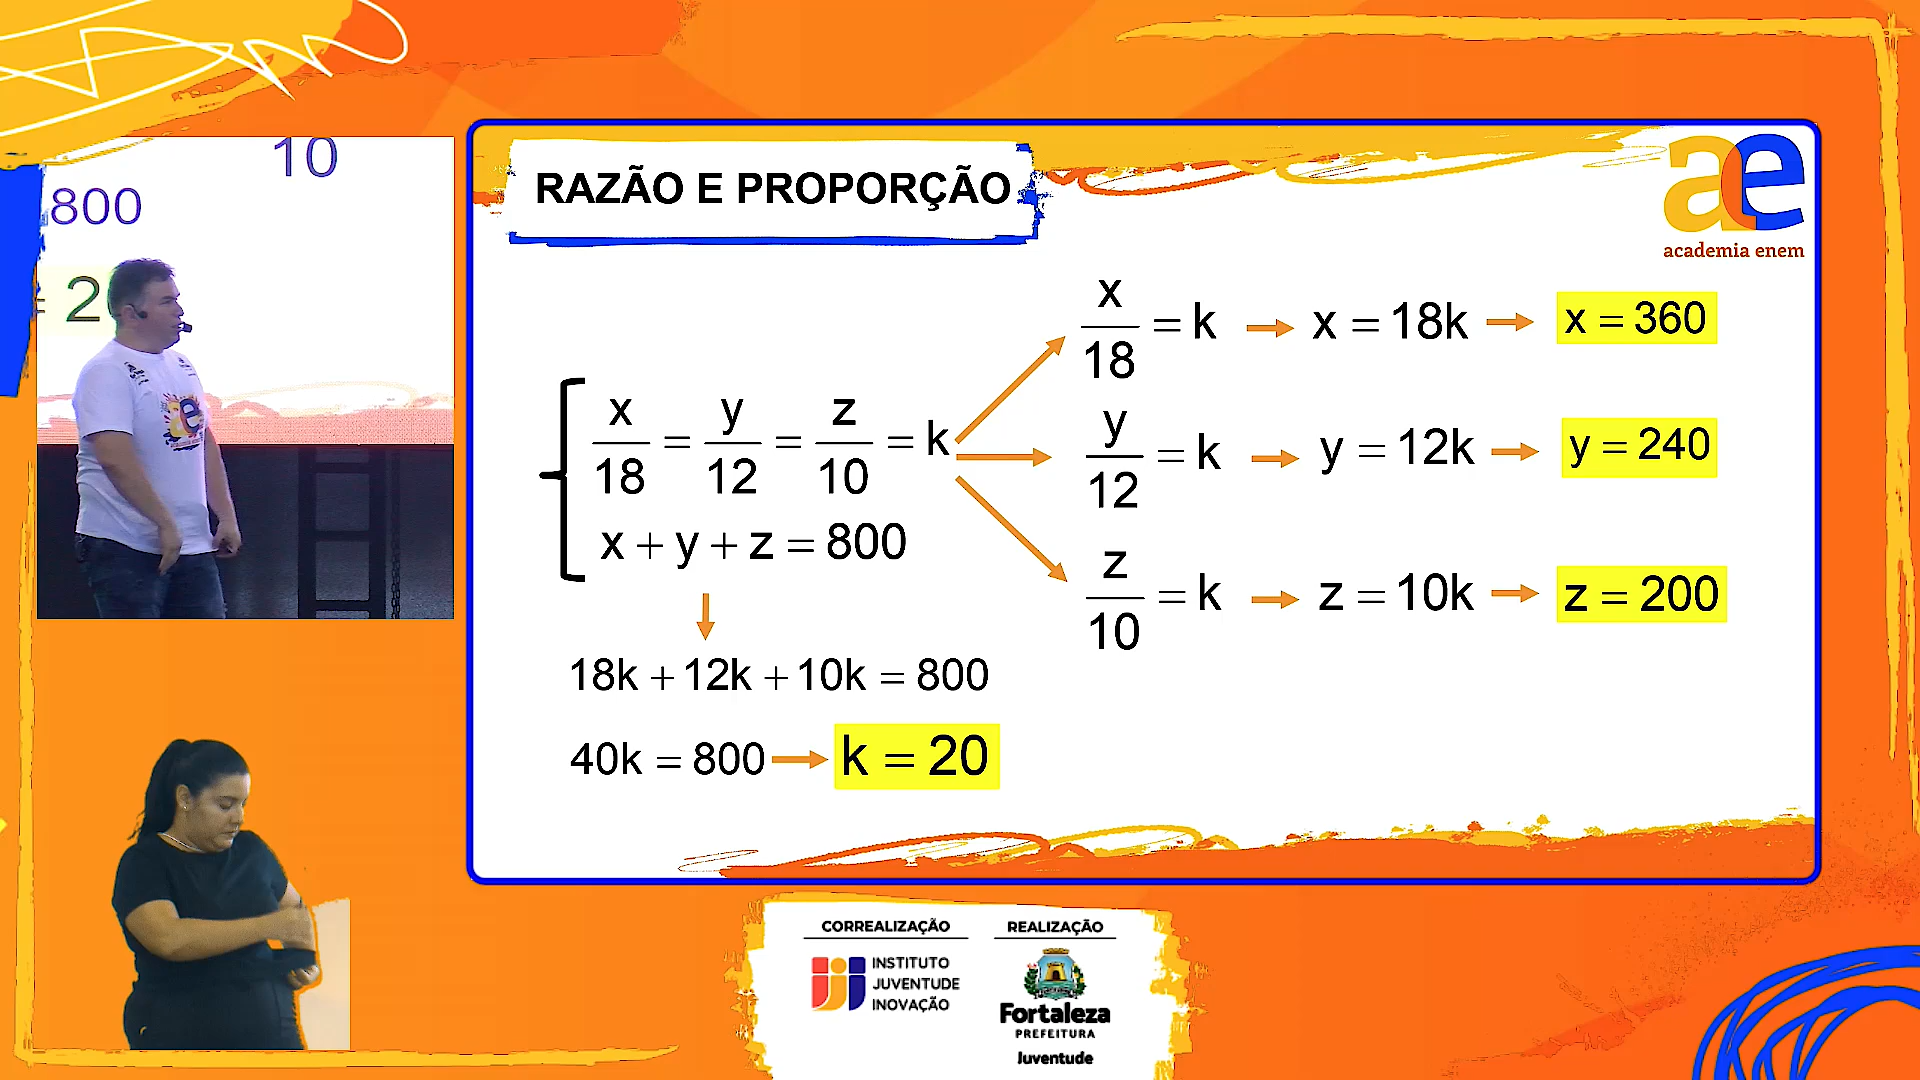 10
800
= 2
RAZÃO E PROPORÇÃO
ae
academia enem
x/18 = y/12 = z/10 = k
x + y + z = 800
18k + 12k + 10k = 800
40k = 800 → k = 20
x/18 = k → x = 18k → x = 360
y/12 = k → y = 12k → y = 240
z/10 = k → z = 10k → z = 200
CORREALIZAÇÃO
INSTITUTO
JUVENTUDE
INOVAÇÃO
REALIZAÇÃO
Fortaleza
PREFEITURA
Juventude